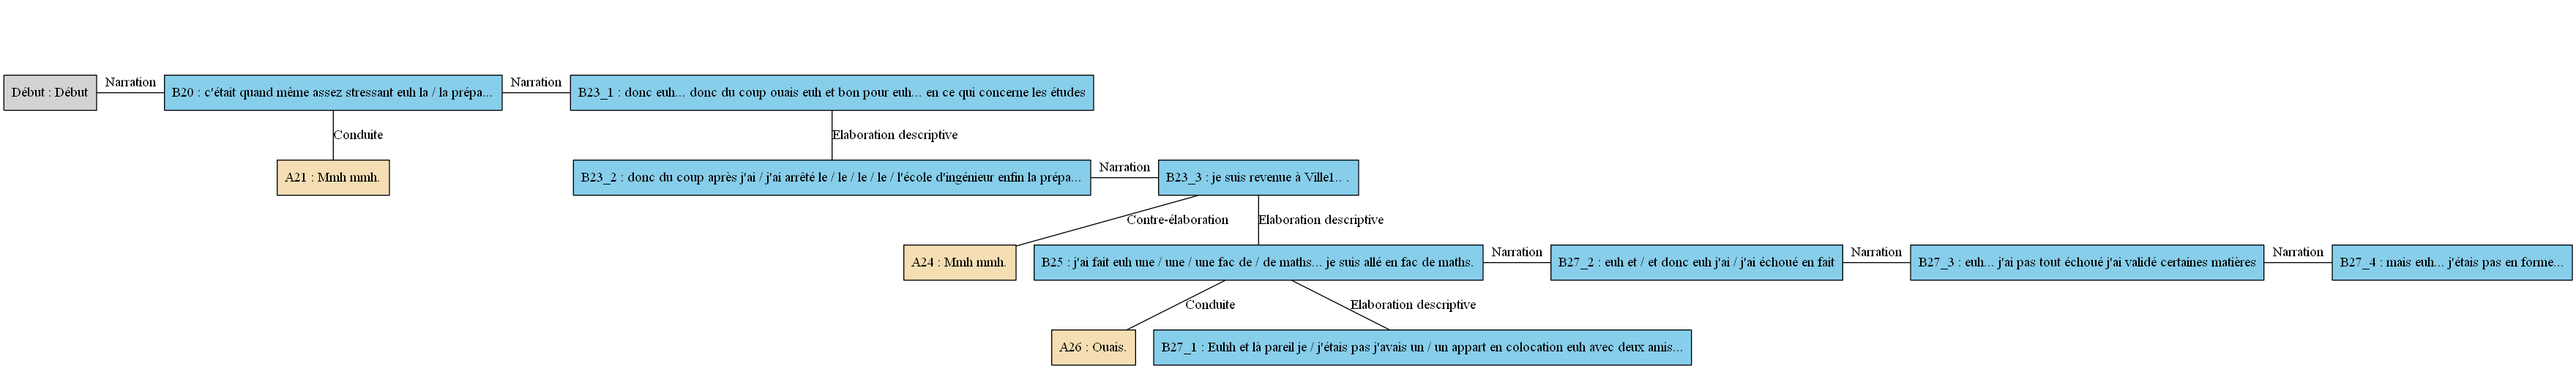 Début : Début
Narration
B20 : c'était quand même assez stressant euh la / la prépa...
Narration
B23_1 : donc euh... donc du coup ouais euh et bon pour euh... en ce qui concerne les études
Conduite
Elaboration descriptive
A21 : Mmh mmh.
B23_2 : donc du coup après j'ai / j'ai arrêté le / le / le / le / l'école d'ingénieur enfin la prépa...
Narration
B23_3 : je suis revenue à Ville1.. .
Contre-élaboration
Elaboration descriptive
A24 : Mmh mmh.
B25 : j'ai fait euh une / une / une fac de / de maths... je suis allé en fac de maths.
Narration
B27_2 : euh et / et donc euh j'ai / j'ai échoué en fait
Narration
B27_3 : euh... j'ai pas tout échoué j'ai validé certaines matières
Narration
B27_4 : mais euh... j'étais pas en forme...
Conduite
Elaboration descriptive
A26 : Ouais.
B27_1 : Euhh et là pareil je / j'étais pas j'avais un / un appart en colocation euh avec deux amis...